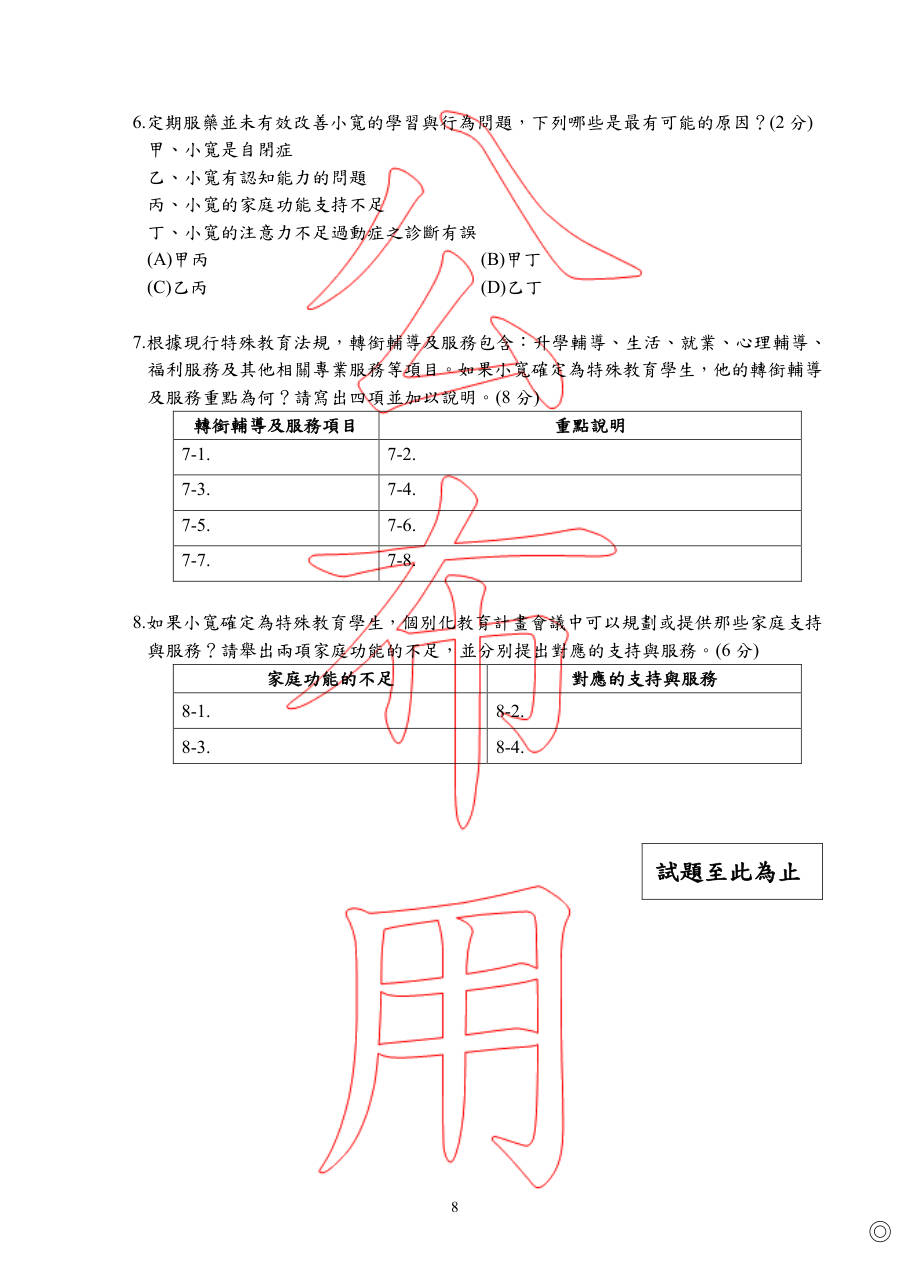 6.定期服藥並未有效改善小寬的學習與行為問題，下列哪些是最有可能的原因？(2 分)
甲、小寬是自閉症
乙、小寬有認知能力的問題
丙、小寬的家庭功能支持不足
丁、小寬的注意力不足過動症之診斷有誤
(A)甲丙 (B)甲丁
(C)乙丙 (D)乙丁
7.根據現行特殊教育法規，轉銜輔導及服務包含：升學輔導、生活、就業、心理輔導、
福利服務及其他相關專業服務等項目。如果小寬確定為特殊教育學生，他的轉銜輔導
及服務重點為何？請寫出四項並加以說明。(8 分)
轉銜輔導及服務項目 重點說明
7-1. 7-2.
7-3. 7-4.
7-5. 7-6.
7-7. 7-8.
8.如果小寬確定為特殊教育學生，個別化教育計畫會議中可以規劃或提供那些家庭支持
與服務？請舉出兩項家庭功能的不足，並分別提出對應的支持與服務。(6 分)
家庭功能的不足 對應的支持與服務
8-1. 8-2.
8-3. 8-4.
試題至此為止
公
布
用
8